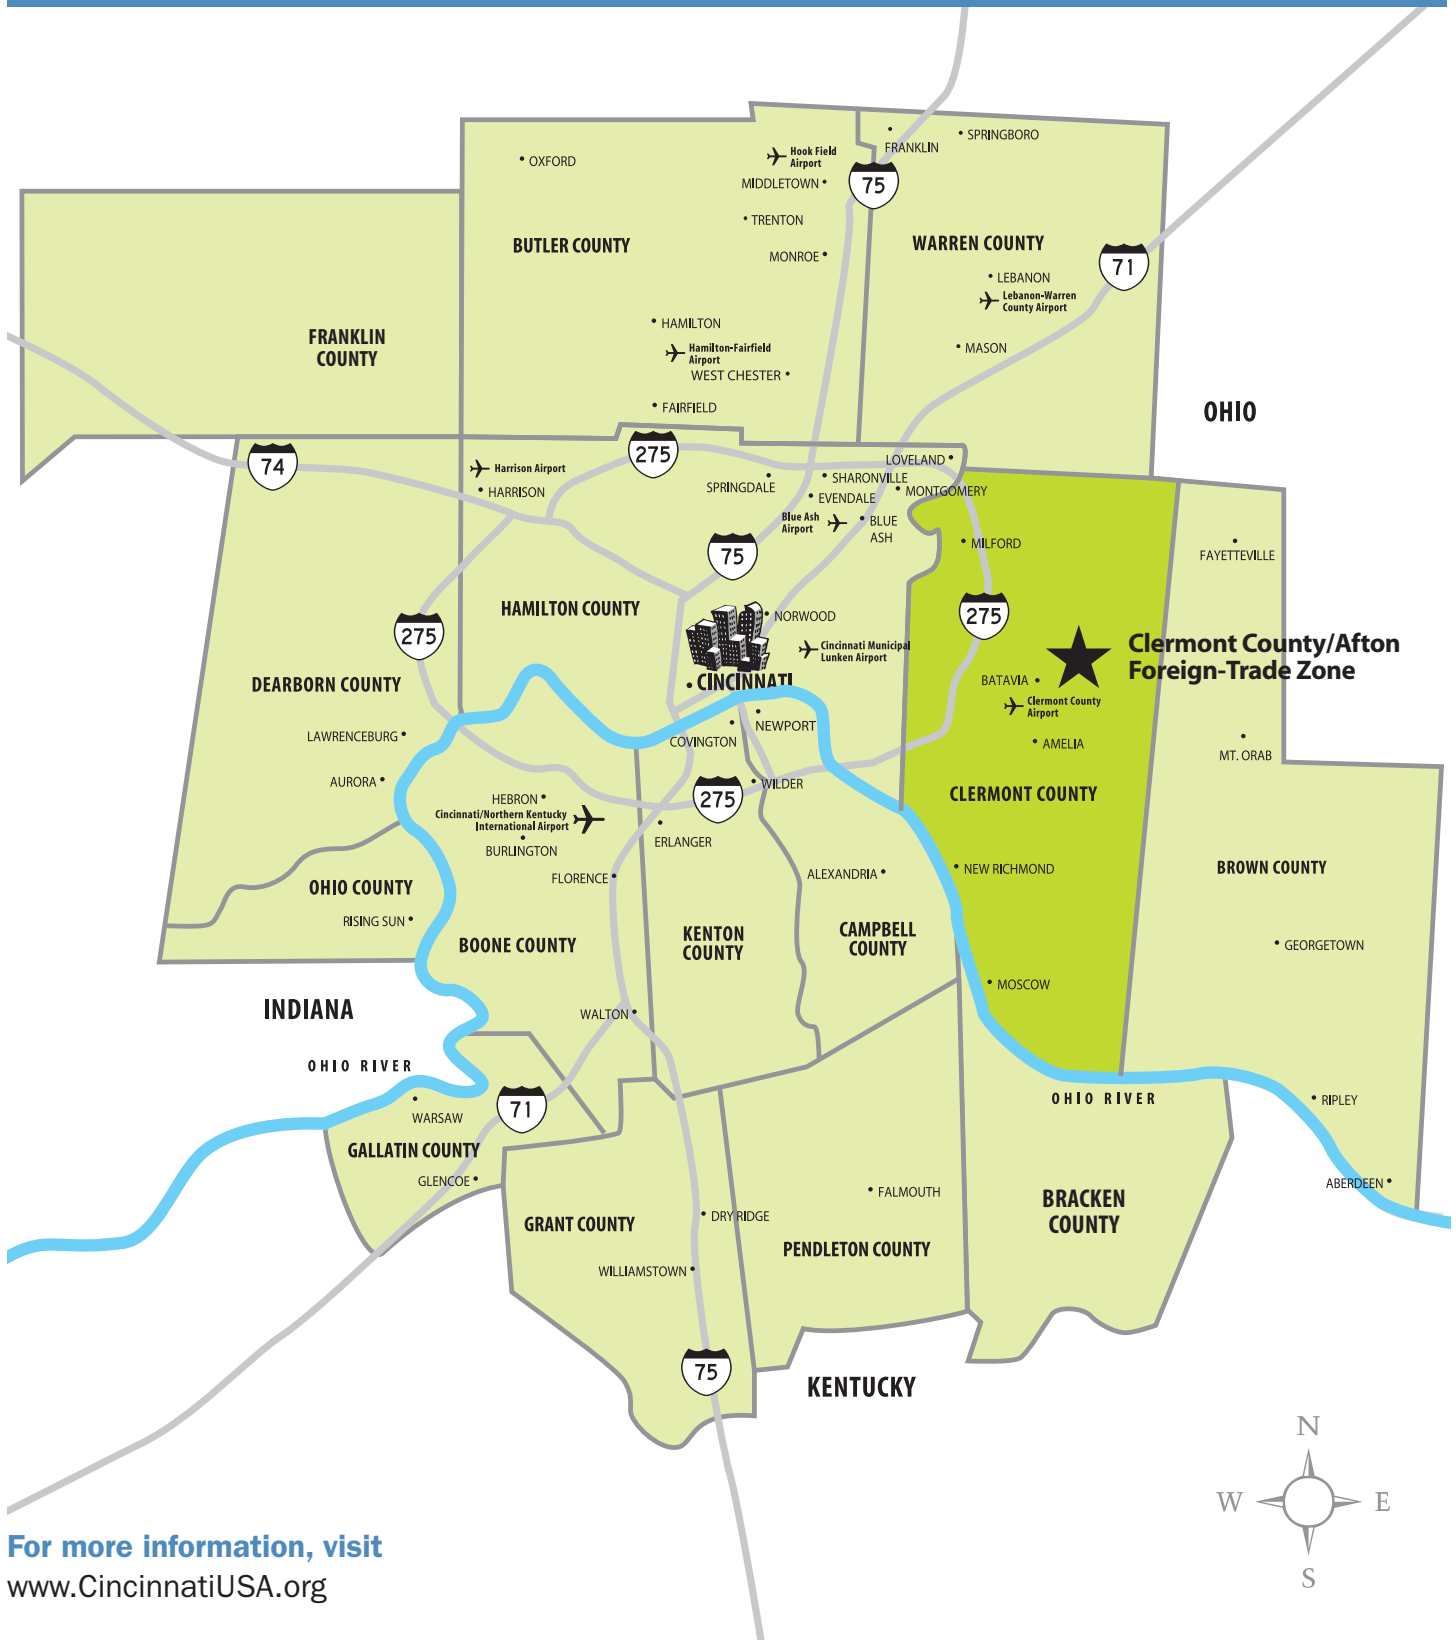 FRANKLIN
SPRINGBORO
OXFORD
Hook Field
Airport
MIDDLETOWN
75
TRENTON
BUTLER COUNTY
WARREN COUNTY
MONROE
71
LEBANON
Lebanon-Warren
County Airport
HAMILTON
FRANKLIN
COUNTY
Hamilton-Fairfield
Airport
MASON
WEST CHESTER
FAIRFIELD
OHIO
275
74
Harrison Airport
HARRISON
LOVELAND
SPRINGDALE
SHARONVILLE
MONTGOMERY
EVENDALE
Blue Ash
Airport
BLUE
ASH
MILFORD
FAYETTEVILLE
75
HAMILTON COUNTY
275
NORWOOD
275
Cincinnati Municipal
Lunken Airport
Clermont County/Afton
Foreign-Trade Zone
DEARBORN COUNTY
CINCINNATI
BATAVIA
Clermont County
Airport
LAWRENCEBURG
COVINGTON
NEWPORT
AMELIA
MT. ORAB
AURORA
WILDER
HEBRON
275
CLERMONT COUNTY
Cincinnati/Northern Kentucky
International Airport
BURLINGTON
ERLANGER
FLORENCE
ALEXANDRIA
NEW RICHMOND
BROWN COUNTY
OHIO COUNTY
RISING SUN
BOONE COUNTY
KENTON
COUNTY
CAMPBELL
COUNTY
GEORGETOWN
MOSCOW
INDIANA
WALTON
OHIO RIVER
OHIO RIVER
RIPLEY
WARSAW
71
GALLATIN COUNTY
GLENCOE
ABERDEEN
FALMOUTH
BRACKEN
COUNTY
GRANT COUNTY
DRY RIDGE
PENDLETON COUNTY
WILLIAMSTOWN
75
KENTUCKY
N
W
E
S
For more information, visit
www.CincinnatiUSA.org